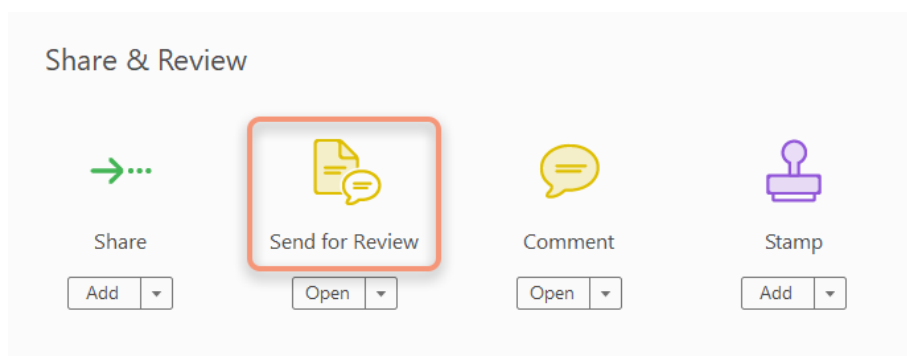 Share & Review
Share
Send for Review
Comment
Stamp
Add
Open
Open
Add